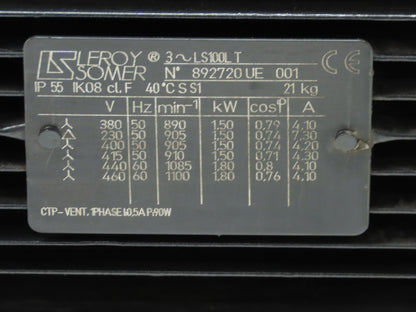 LEROY ® 3~LS100L T
SOMER N° 892720 UE 001 CE
IP 55 IK08 cl.F 40°C S S1 21 kg
V Hz min-1 kW cosφ A
380 50 890 1.50 0.79 4.10
230 50 905 1.50 0.74 7.30
400 50 905 1.50 0.74 4.20
415 50 910 1.50 0.71 4.30
440 60 1085 1.80 0.8 4.10
460 60 1100 1.80 0.76 4.10
CTP-VENT. 1PHASE I:0,5A P:90W